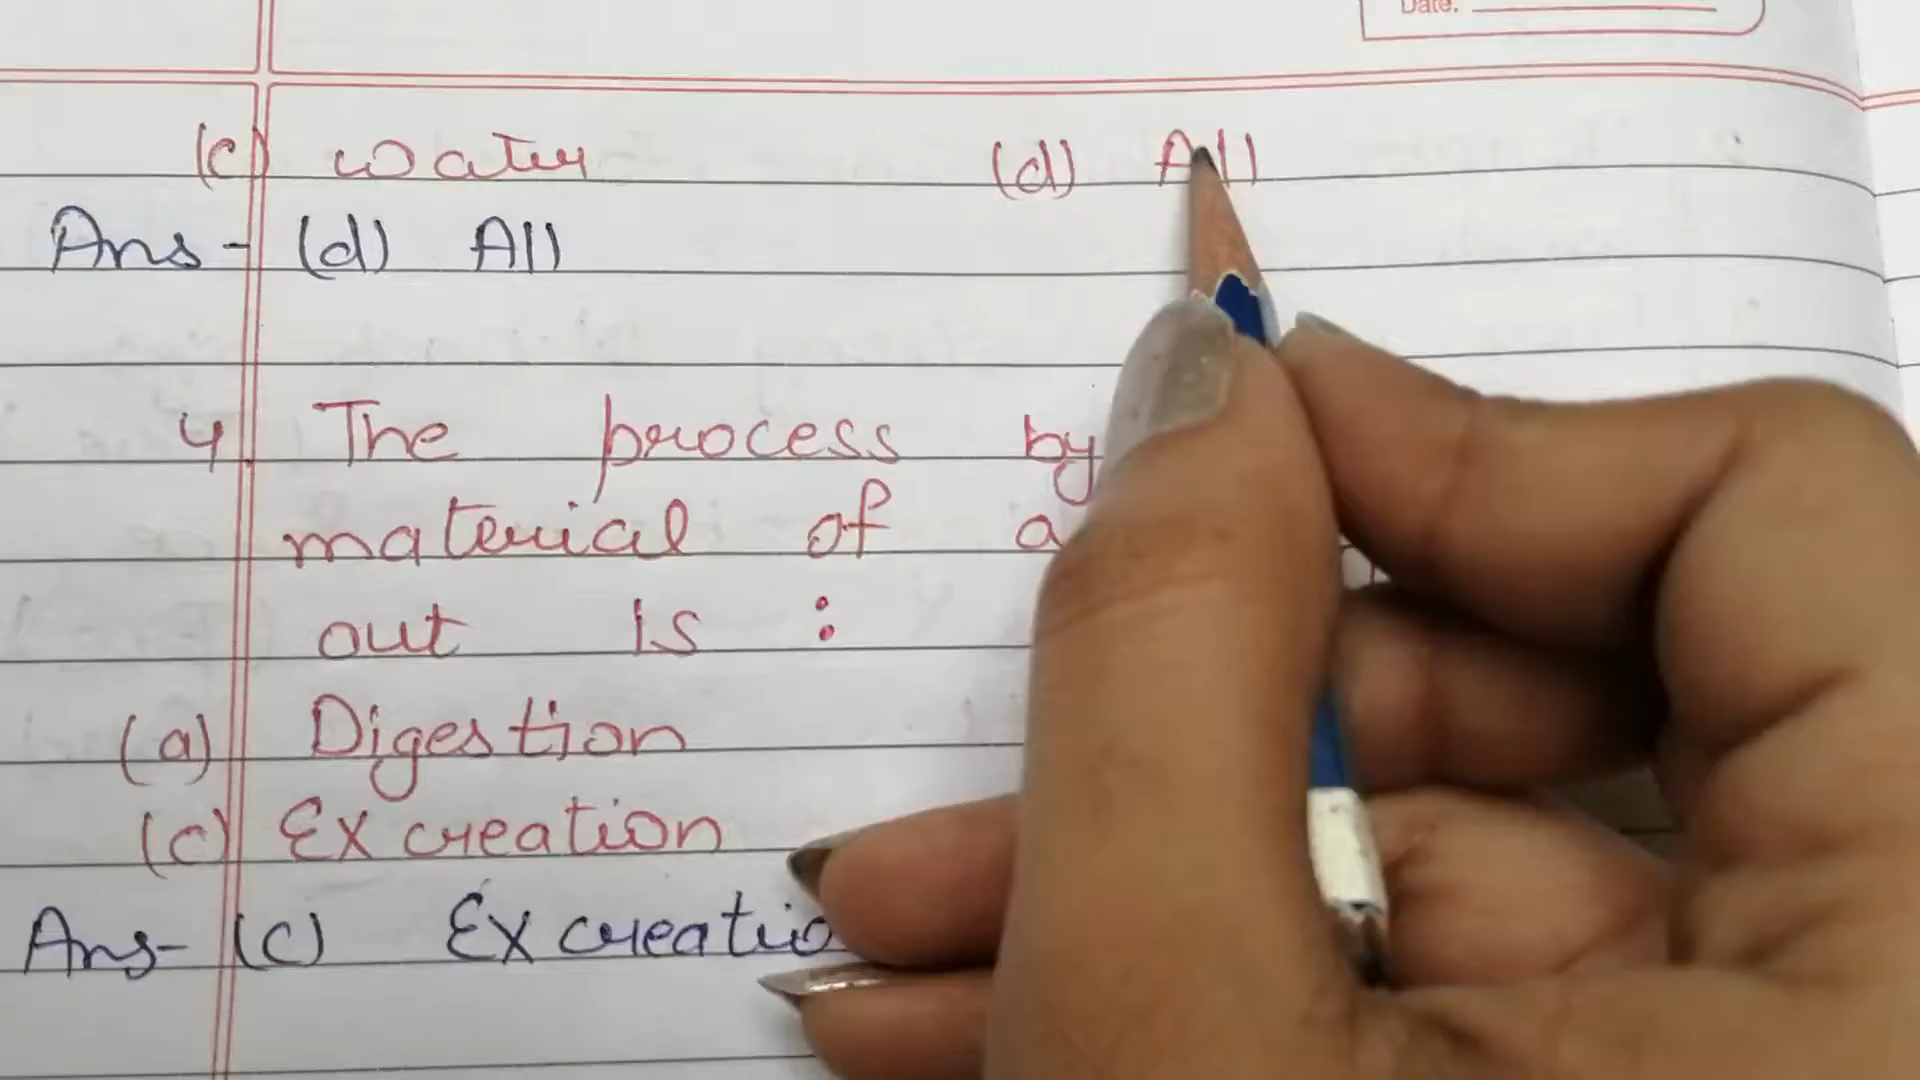 Date:
(c) water (d) All
Ans - (d) All
4. The process by
material of a
out is :
(a) Digestion
(c) Excreation
Ans - (c) Excreatio